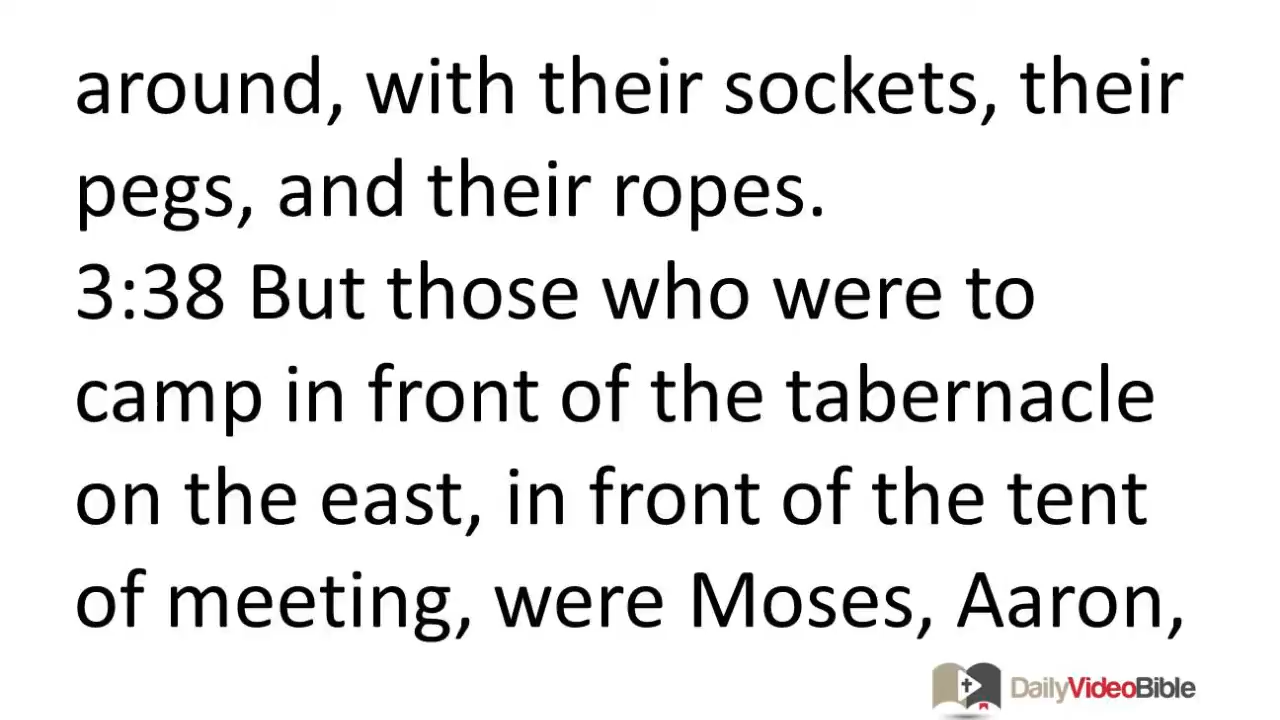 around, with their sockets, their
pegs, and their ropes.
3:38 But those who were to
camp in front of the tabernacle
on the east, in front of the tent
of meeting, were Moses, Aaron,
DailyVideoBible